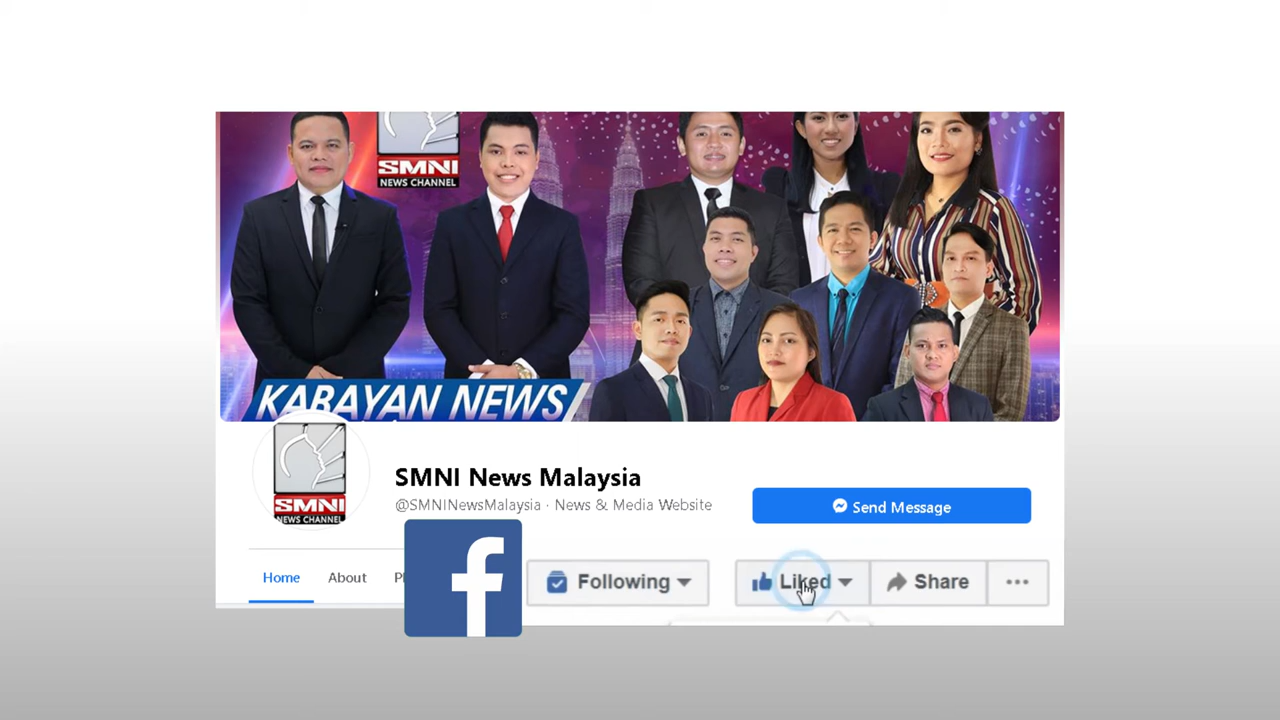 SMNI
NEWS CHANNEL
KABAYAN NEWS
SMNI
NEWS CHANNEL
SMNI News Malaysia
@SMNINewsMalaysia · News & Media Website
Send Message
Home
About
f
Following
Liked
Share